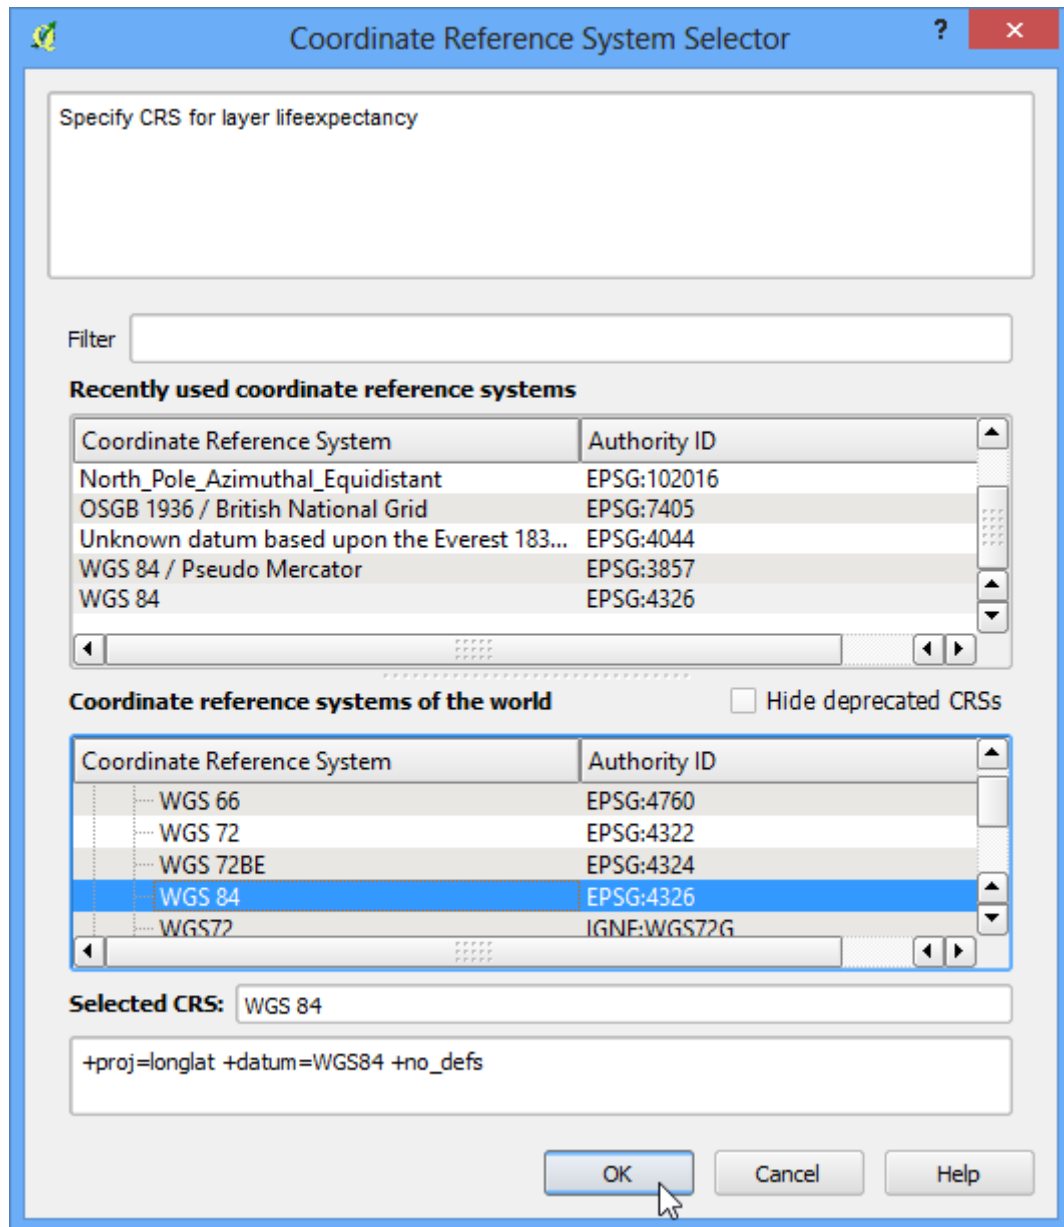 Coordinate Reference System Selector ? ×
Specify CRS for layer lifeexpectancy
Filter
Recently used coordinate reference systems
Coordinate Reference System Authority ID
North_Pole_Azimuthal_Equidistant EPSG:102016
OSGB 1936 / British National Grid EPSG:7405
Unknown datum based upon the Everest 183... EPSG:4044
WGS 84 / Pseudo Mercator EPSG:3857
WGS 84 EPSG:4326
Coordinate reference systems of the world Hide deprecated CRSs
Coordinate Reference System Authority ID
WGS 66 EPSG:4760
WGS 72 EPSG:4322
WGS 72BE EPSG:4324
WGS 84 EPSG:4326
WGS72 IGNF:WGS72G
Selected CRS: WGS 84
+proj=longlat +datum=WGS84 +no_defs
OK Cancel Help